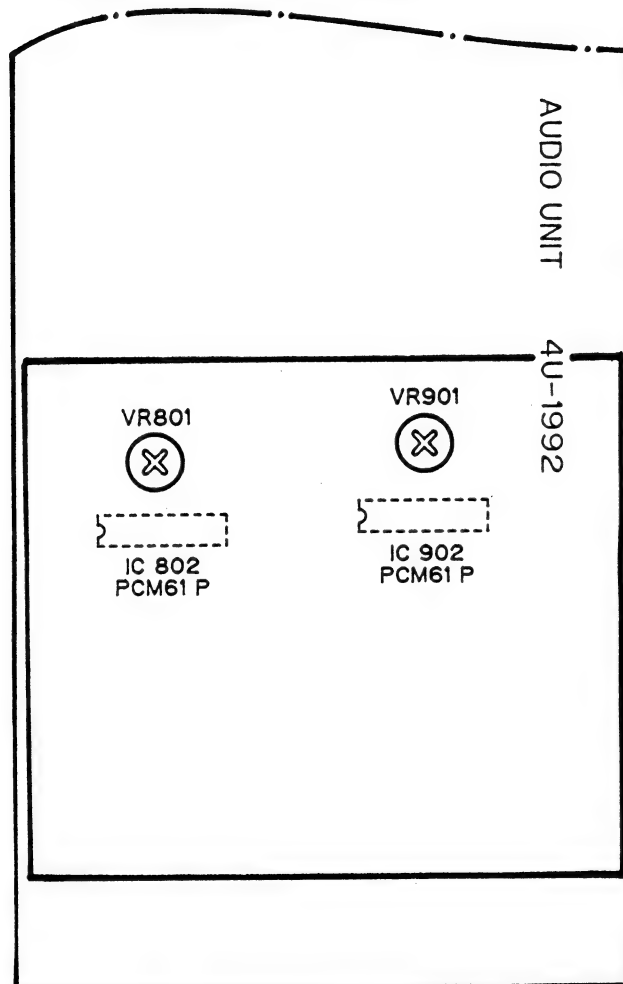 AUDIO UNIT 4U-1992
VR801
VR901
IC 802
PCM61 P
IC 902
PCM61 P